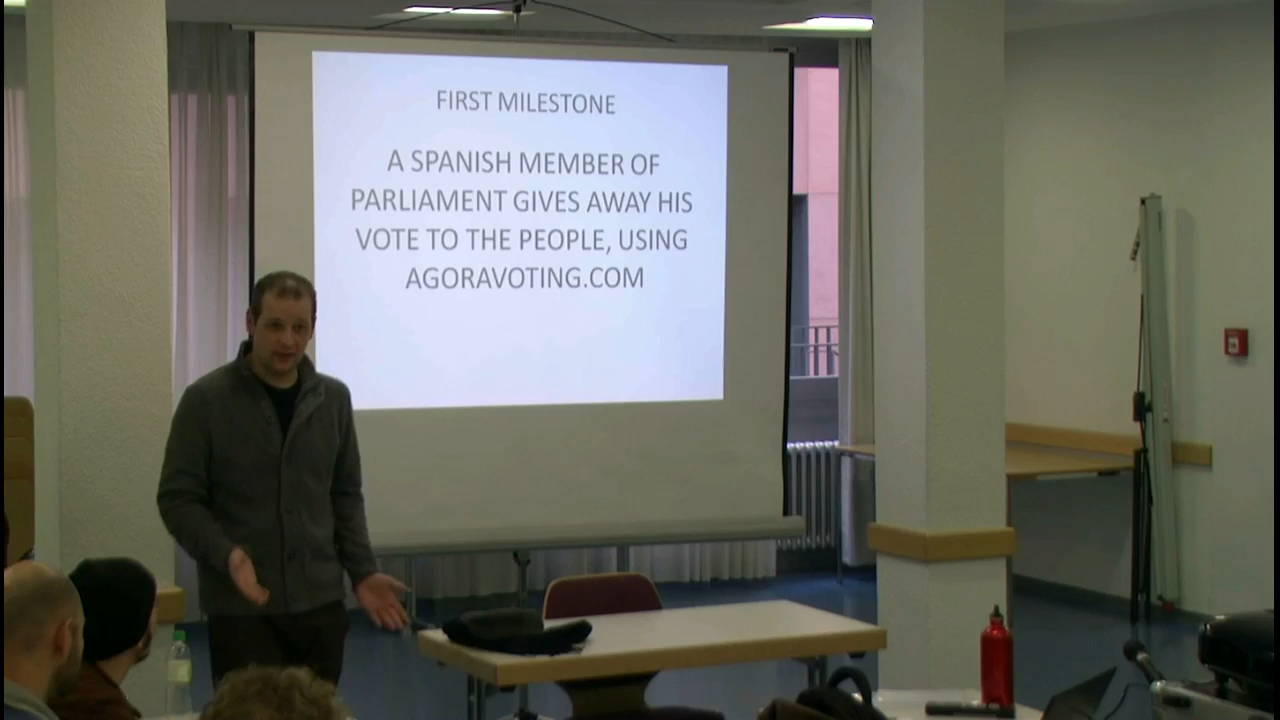 FIRST MILESTONE
A SPANISH MEMBER OF
PARLIAMENT GIVES AWAY HIS
VOTE TO THE PEOPLE, USING
AGORAVOTING.COM